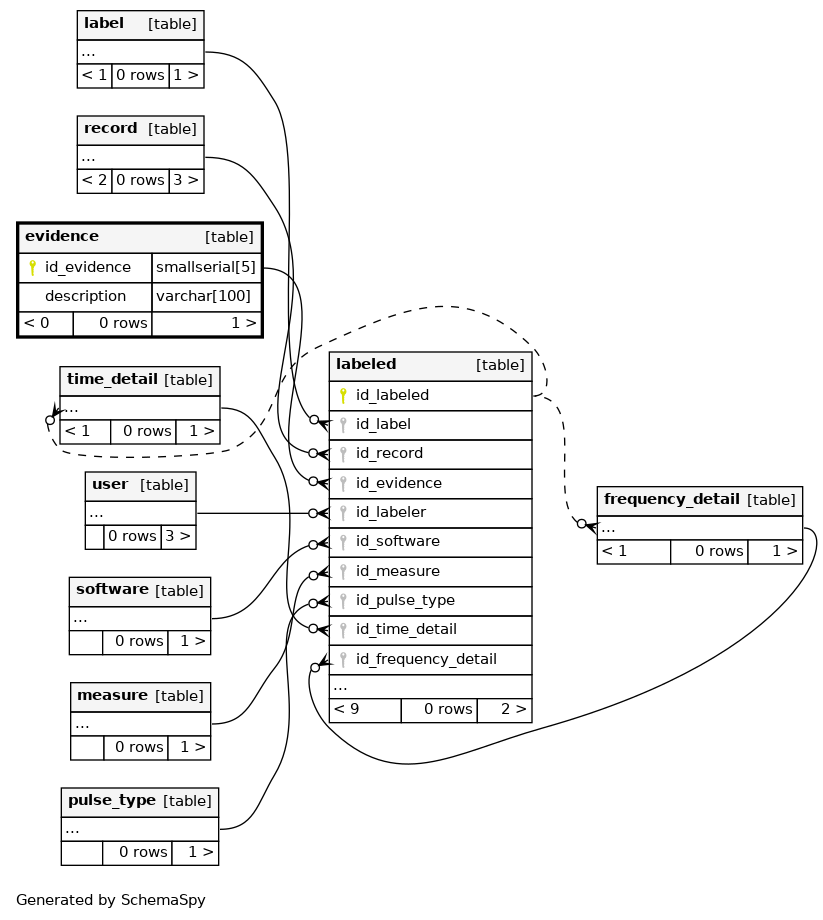 label [table]
...
< 1 0 rows 1 >
record [table]
...
< 2 0 rows 3 >
evidence [table]
id_evidence smallserial[5]
description varchar[100]
< 0 0 rows 1 >
time_detail [table]
...
< 1 0 rows 1 >
user [table]
...
0 rows 3 >
software [table]
...
0 rows 1 >
measure [table]
...
0 rows 1 >
pulse_type [table]
...
0 rows 1 >
labeled [table]
id_labeled
id_label
id_record
id_evidence
id_labeler
id_software
id_measure
id_pulse_type
id_time_detail
id_frequency_detail
...
< 9 0 rows 2 >
frequency_detail [table]
...
< 1 0 rows 1 >
Generated by SchemaSpy